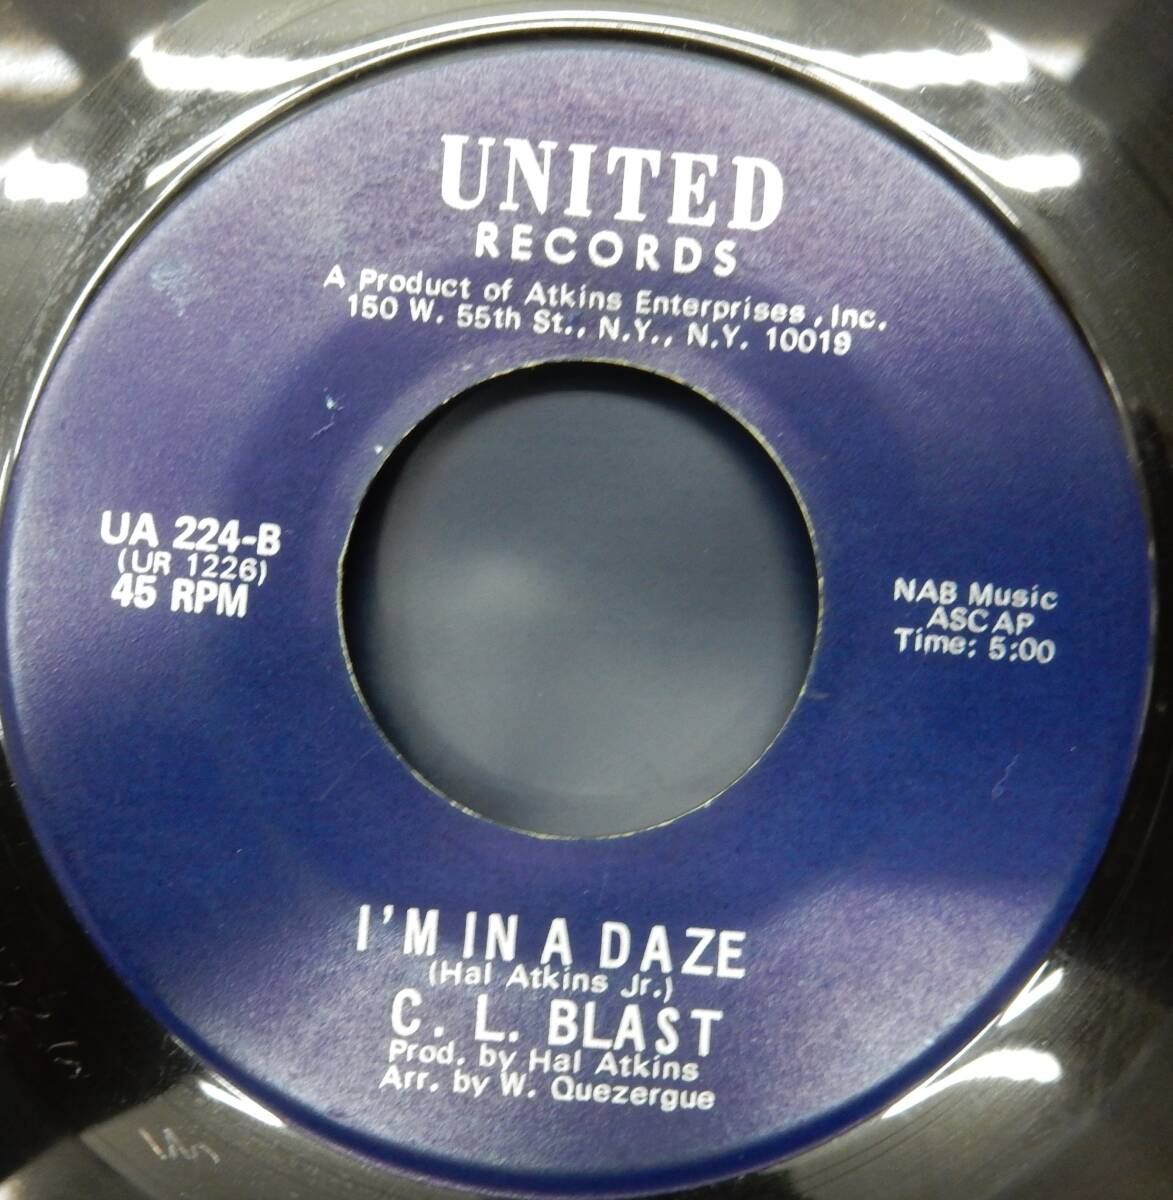 UNITED
RECORDS
A Product of Atkins Enterprises, Inc.
150 W. 55th St., N.Y., N.Y. 10019
UA 224-B
(UR 1226)
45 RPM
NAB Music
ASCAP
Time: 5:00
I'M IN A DAZE
(Hal Atkins Jr.)
C. L. BLAST
Prod. by Hal Atkins
Arr. by W. Quezergue